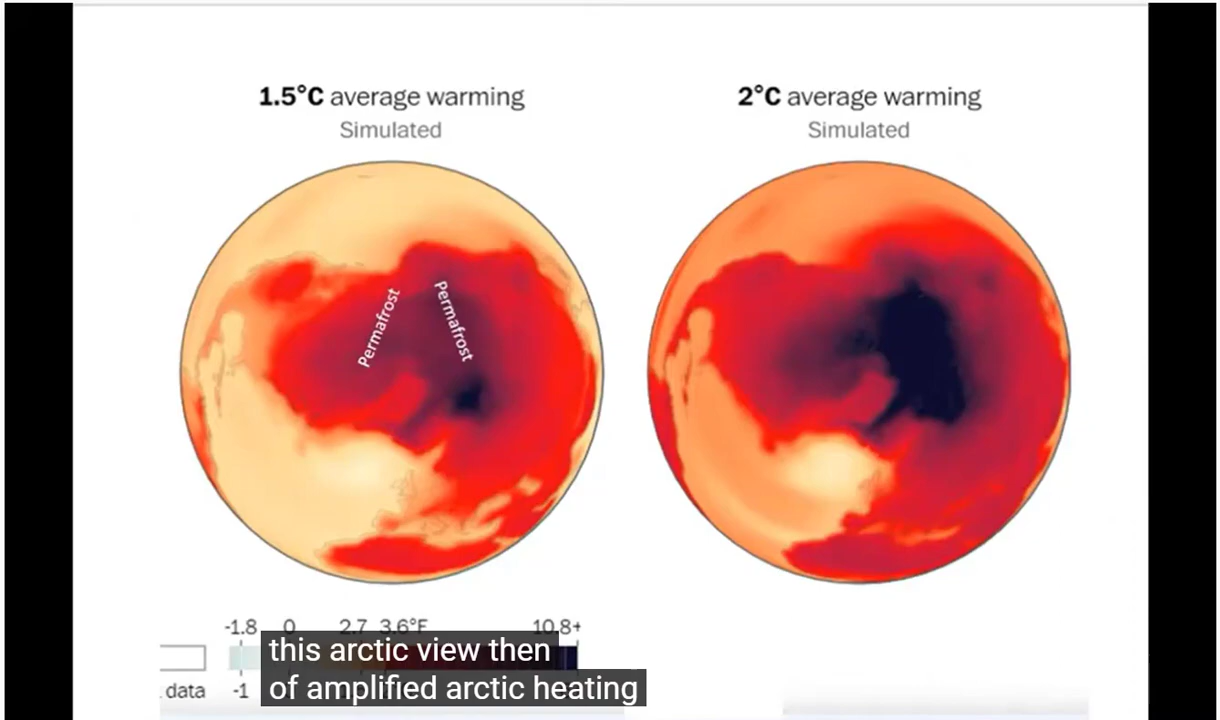 1.5°C average warming
Simulated
2°C average warming
Simulated
Permafrost
Permafrost
-1.8 0 2.7 3.6°F 10.8+
data -1
this arctic view then
of amplified arctic heating